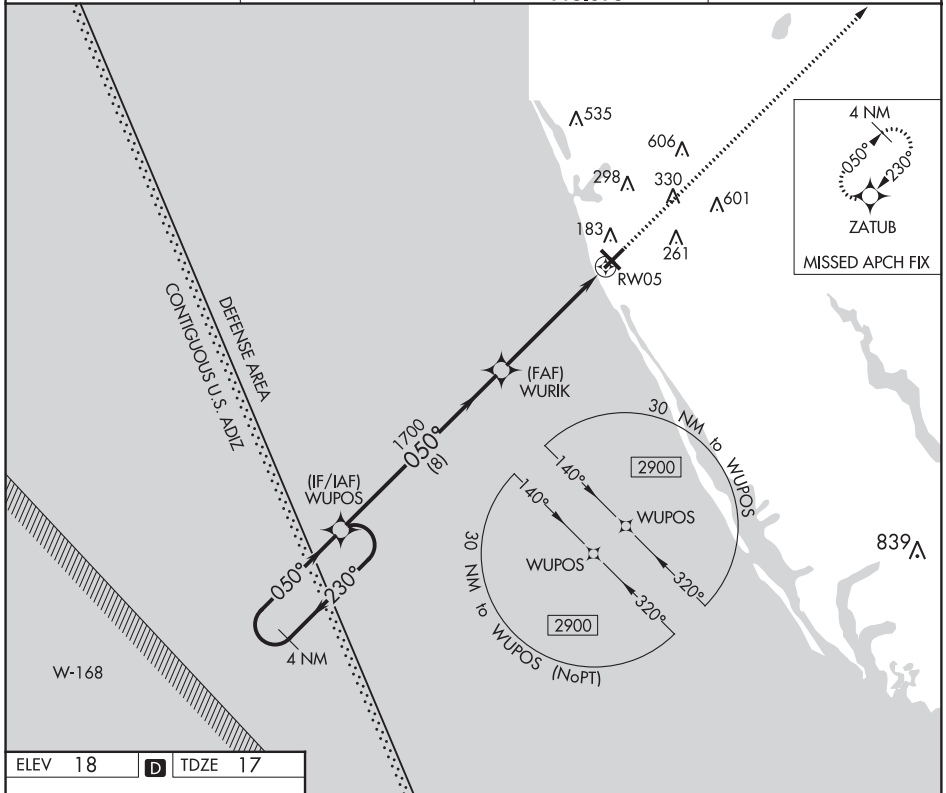 535
606
298
330
601
183
261
RW05
4 NM
050°
230°
ZATUB
MISSED APCH FIX
DEFENSE AREA
CONTIGUOUS U.S. ADIZ
(FAF)
WURIK
1700
050°
(8)
(IF/IAF)
WUPOS
050°
230°
4 NM
30 NM to WUPOS
2900
140°
WUPOS
320°
140°
WUPOS
320°
2900
30 NM to WUPOS (NoPT)
839
W-168
ELEV 18 D TDZE 17